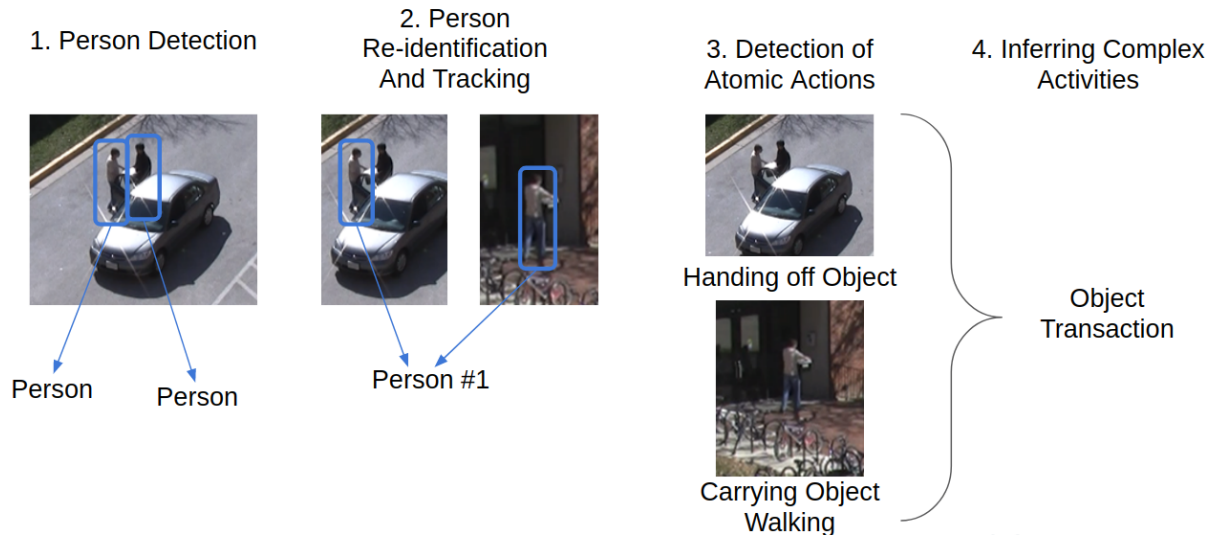 1. Person Detection
2. Person
Re-identification
And Tracking
3. Detection of
Atomic Actions
4. Inferring Complex
Activities
Person
Person
Person #1
Handing off Object
Carrying Object
Walking
Object
Transaction